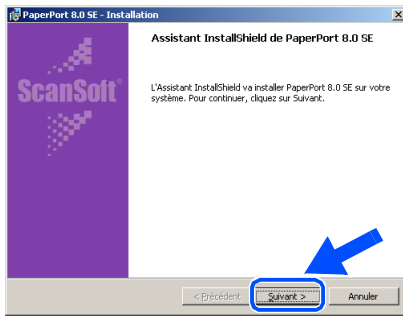 PaperPort 8.0 SE - Installation
Assistant InstallShield de PaperPort 8.0 SE
ScanSoft®
L'Assistant InstallShield va installer PaperPort 8.0 SE sur votre
système. Pour continuer, cliquez sur Suivant.
< Précédent
Suivant >
Annuler